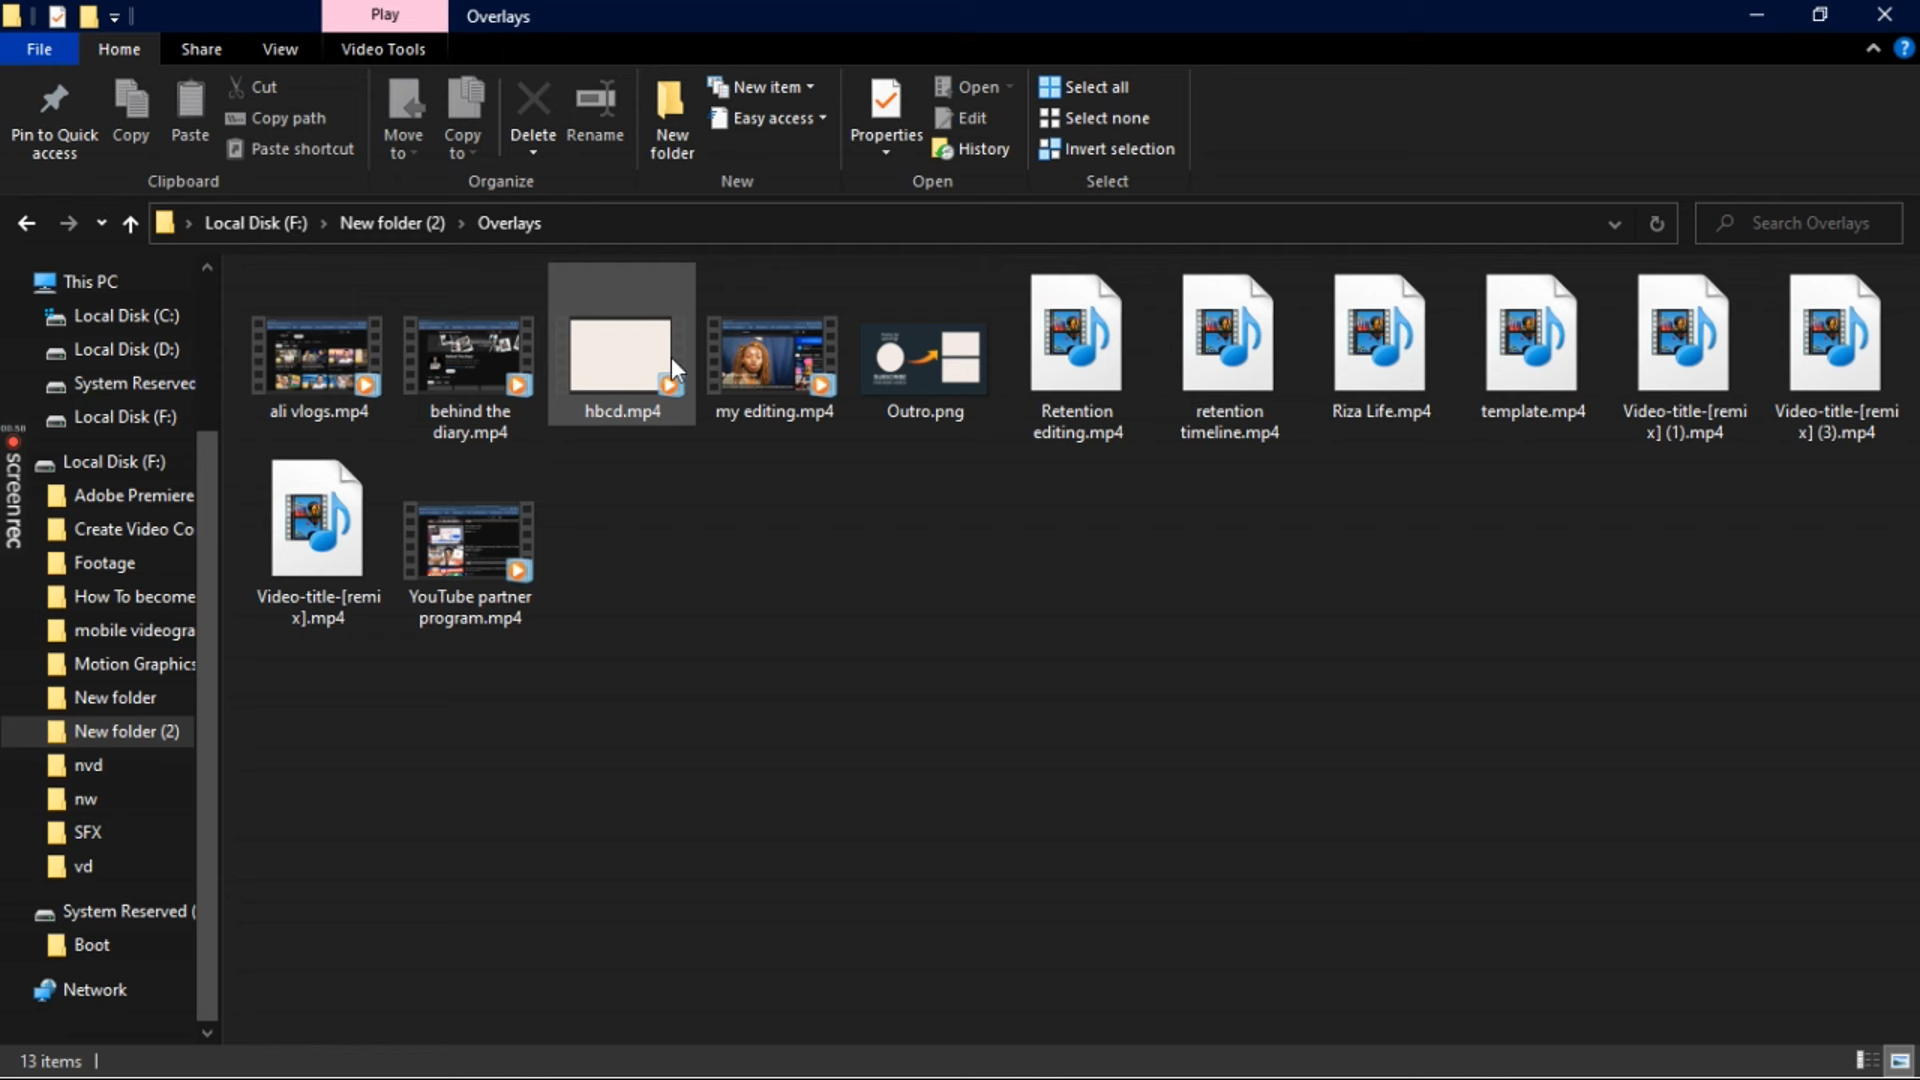 Play
Overlays
File
Home
Share
View
Video Tools
Pin to Quick
access
Copy
Paste
Cut
Copy path
Paste shortcut
Clipboard
Move
to
Copy
to
Delete
Rename
Organize
New
folder
New item
Easy access
New
Properties
Open
Edit
History
Open
Select all
Select none
Invert selection
Select
Local Disk (F:)
New folder (2)
Overlays
Search Overlays
This PC
Local Disk (C:)
Local Disk (D:)
System Reserved
Local Disk (F:)
Local Disk (F:)
Adobe Premiere
Create Video Co
Footage
How To become
mobile videogra
Motion Graphics
New folder
New folder (2)
nvd
nw
SFX
vd
System Reserved (
Boot
Network
screenrec
ali vlogs.mp4
behind the
diary.mp4
hbcd.mp4
my editing.mp4
SUBSCRIBE
Outro.png
Retention
editing.mp4
retention
timeline.mp4
Riza Life.mp4
template.mp4
Video-title-[remi
x] (1).mp4
Video-title-[remi
x] (3).mp4
Video-title-[remi
x].mp4
YouTube partner
program.mp4
13 items